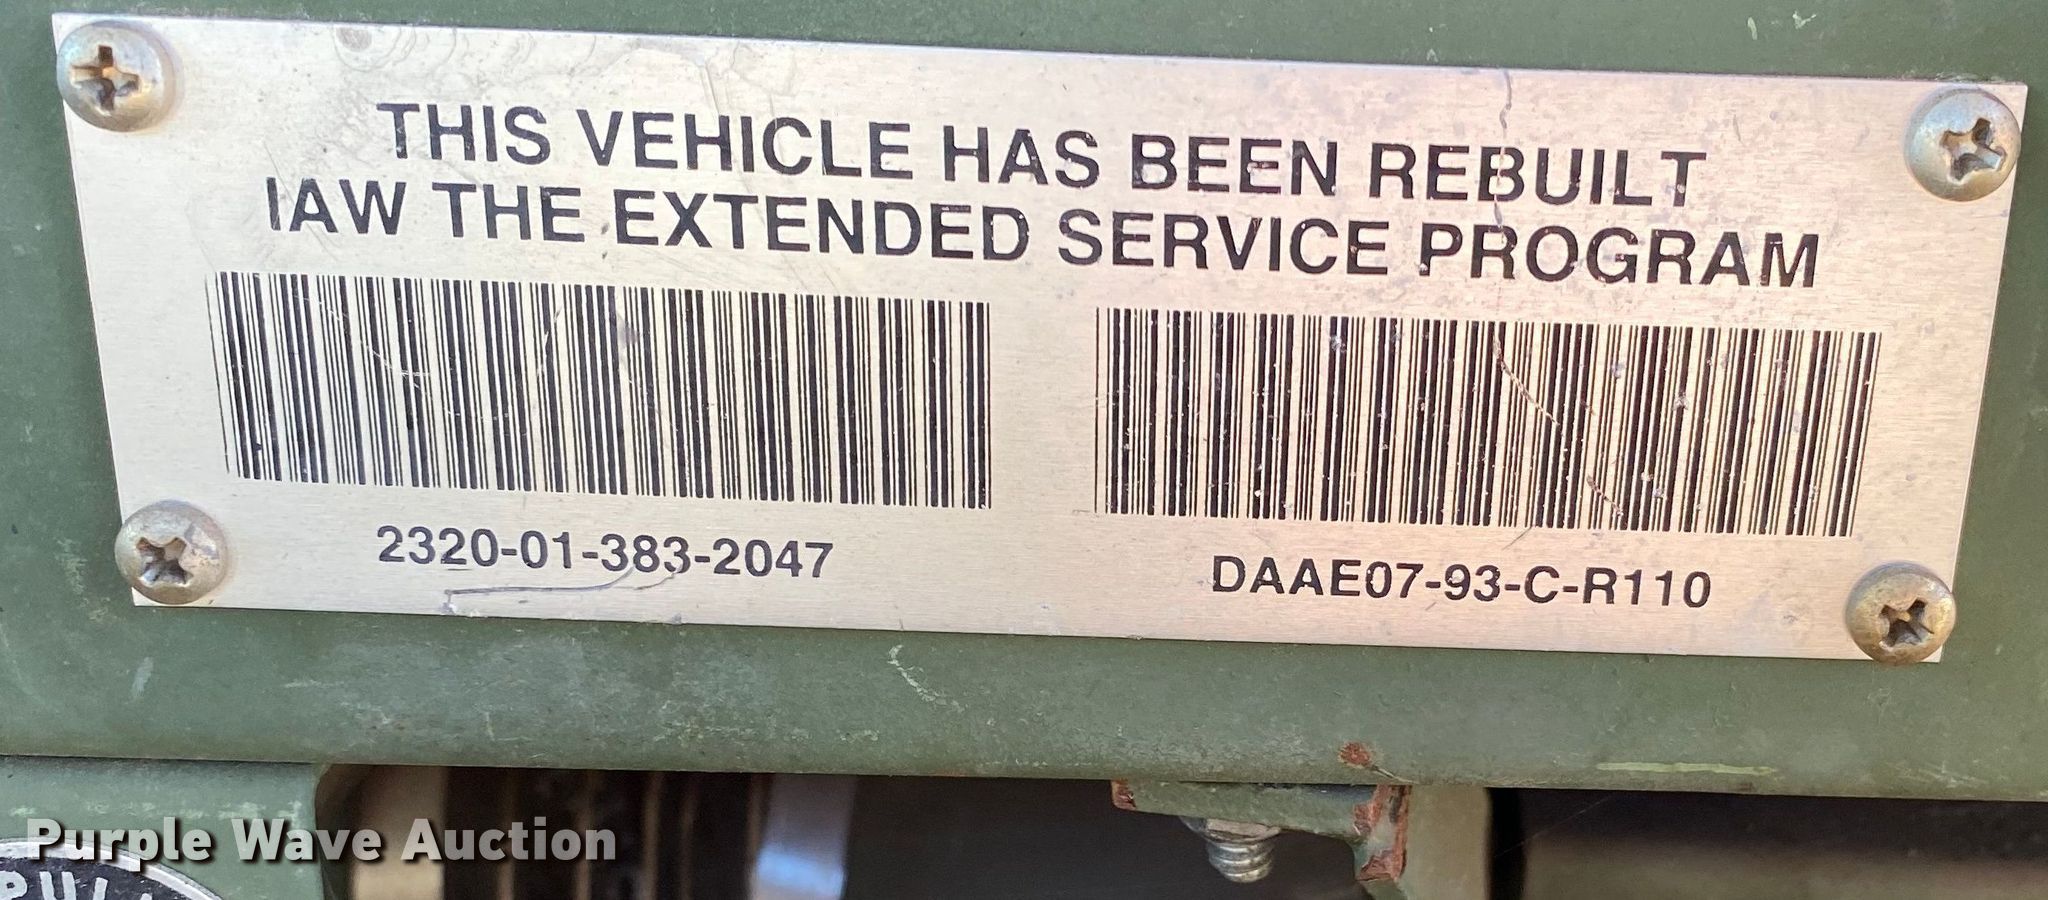 THIS VEHICLE HAS BEEN REBUILT
IAW THE EXTENDED SERVICE PROGRAM
2320-01-383-2047
DAAE07-93-C-R110
Purple Wave Auction